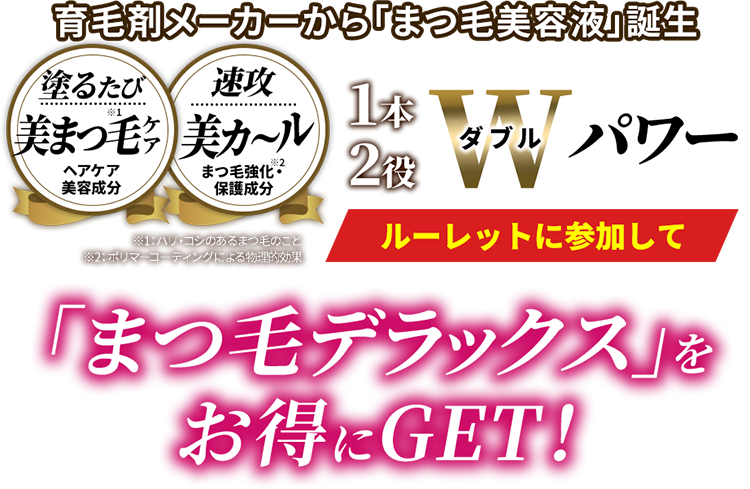 育毛剤メーカーから「まつ毛美容液」誕生
塗るたび
美まつ毛ケア※1
ヘアケア
美容成分
速攻
美カ〜ル
まつ毛強化・※2
保護成分
1本
2役
W
ダブル
パワー
※1：ハリ・コシのあるまつ毛のこと
※2：ポリマーコーティングによる物理的効果
ルーレットに参加して
「まつ毛デラックス」を
お得にGET!